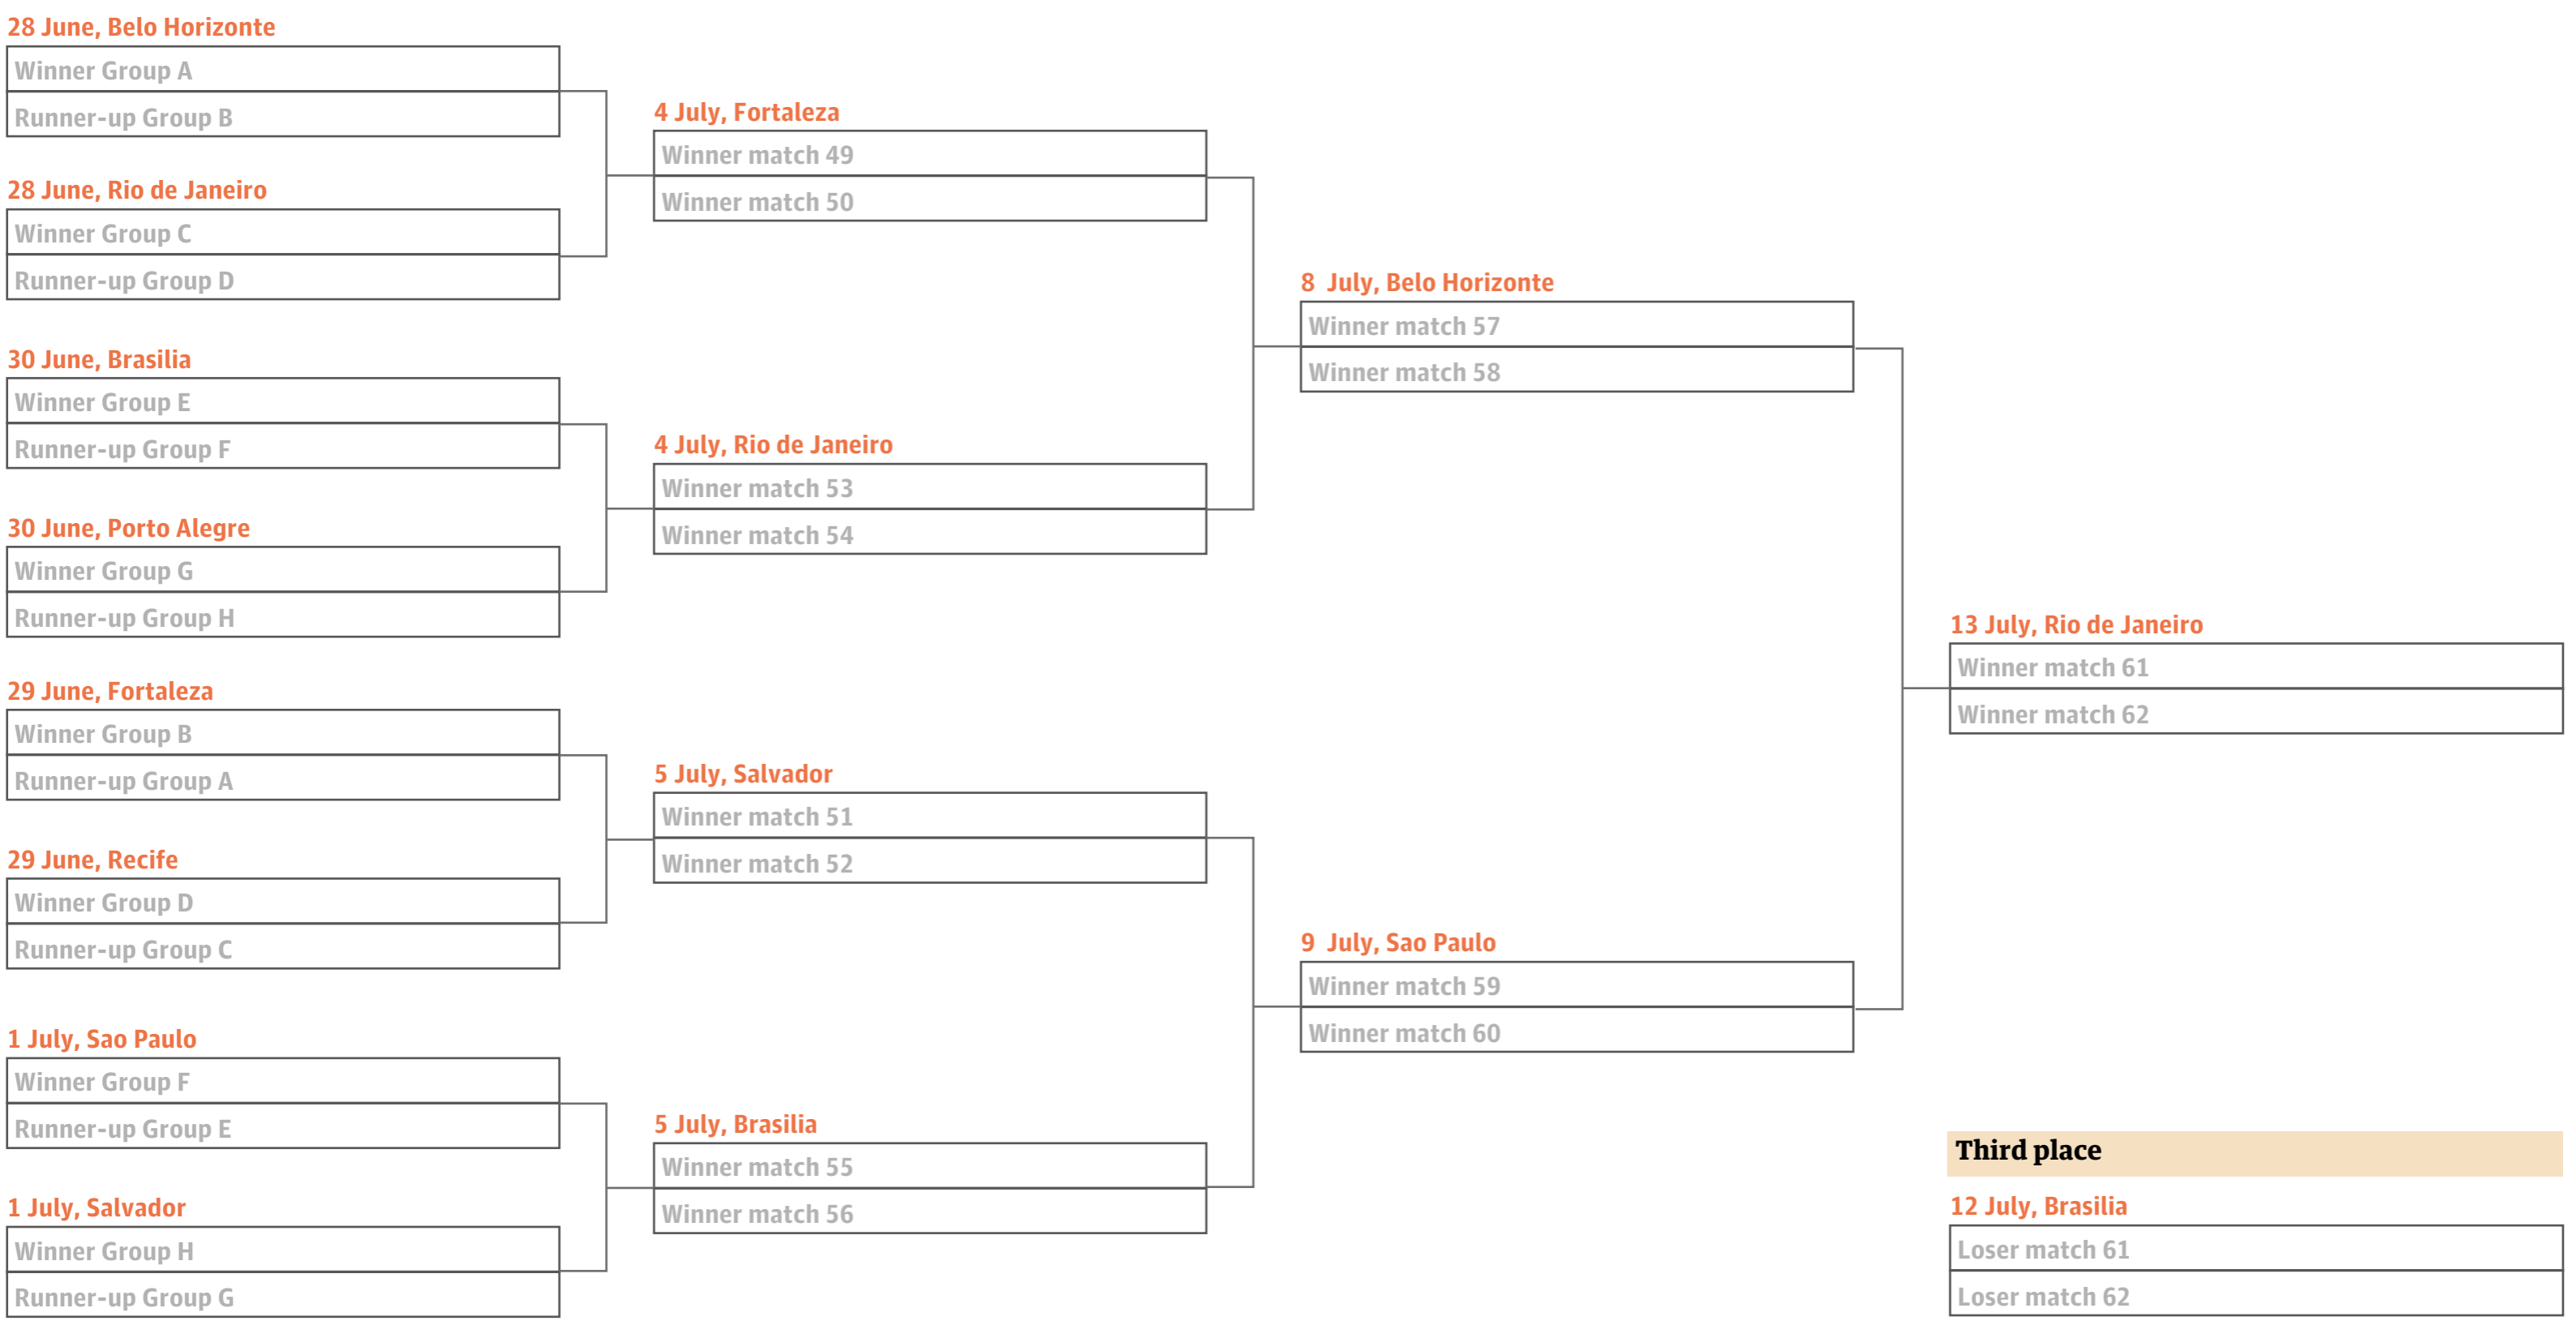 28 June, Belo Horizonte
Winner Group A
Runner-up Group B
28 June, Rio de Janeiro
Winner Group C
Runner-up Group D
30 June, Brasilia
Winner Group E
Runner-up Group F
30 June, Porto Alegre
Winner Group G
Runner-up Group H
29 June, Fortaleza
Winner Group B
Runner-up Group A
29 June, Recife
Winner Group D
Runner-up Group C
1 July, Sao Paulo
Winner Group F
Runner-up Group E
1 July, Salvador
Winner Group H
Runner-up Group G
4 July, Fortaleza
Winner match 49
Winner match 50
4 July, Rio de Janeiro
Winner match 53
Winner match 54
5 July, Salvador
Winner match 51
Winner match 52
5 July, Brasilia
Winner match 55
Winner match 56
8 July, Belo Horizonte
Winner match 57
Winner match 58
9 July, Sao Paulo
Winner match 59
Winner match 60
13 July, Rio de Janeiro
Winner match 61
Winner match 62
Third place
12 July, Brasilia
Loser match 61
Loser match 62